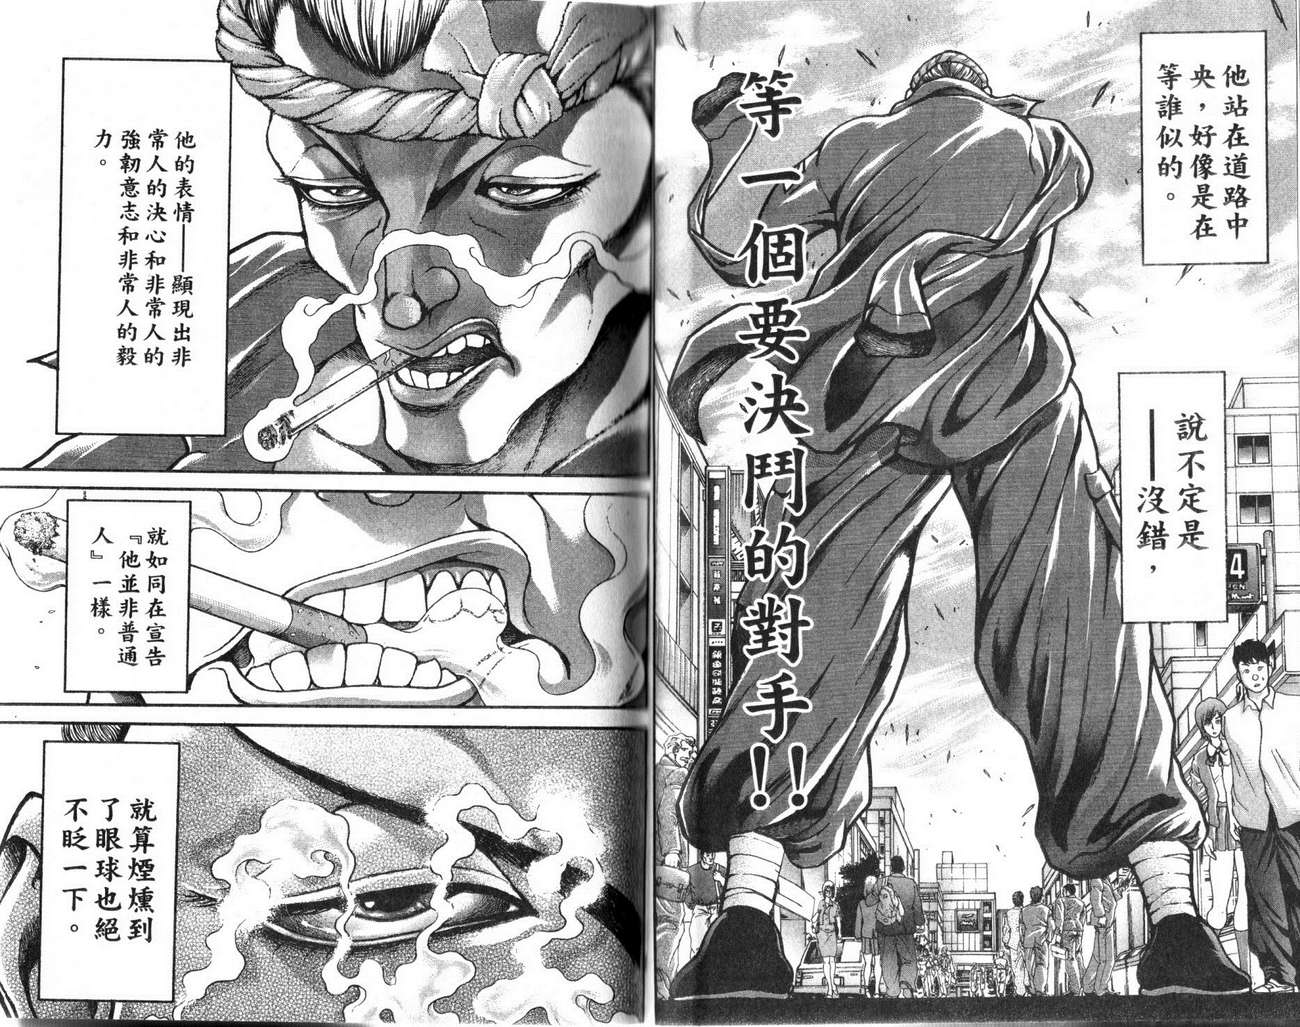 他站在道路中
央，好像是在
等誰似的。
說不定是
——沒錯，
等一個要決鬥的對手！！
4
他的表情——顯現出非
常人的決心和非常人的
強韌意志和非常人的毅
力。
就如同在宣告
『他並非普通
人』一樣。
就算煙燻到
了眼球也絕
不眨一下。